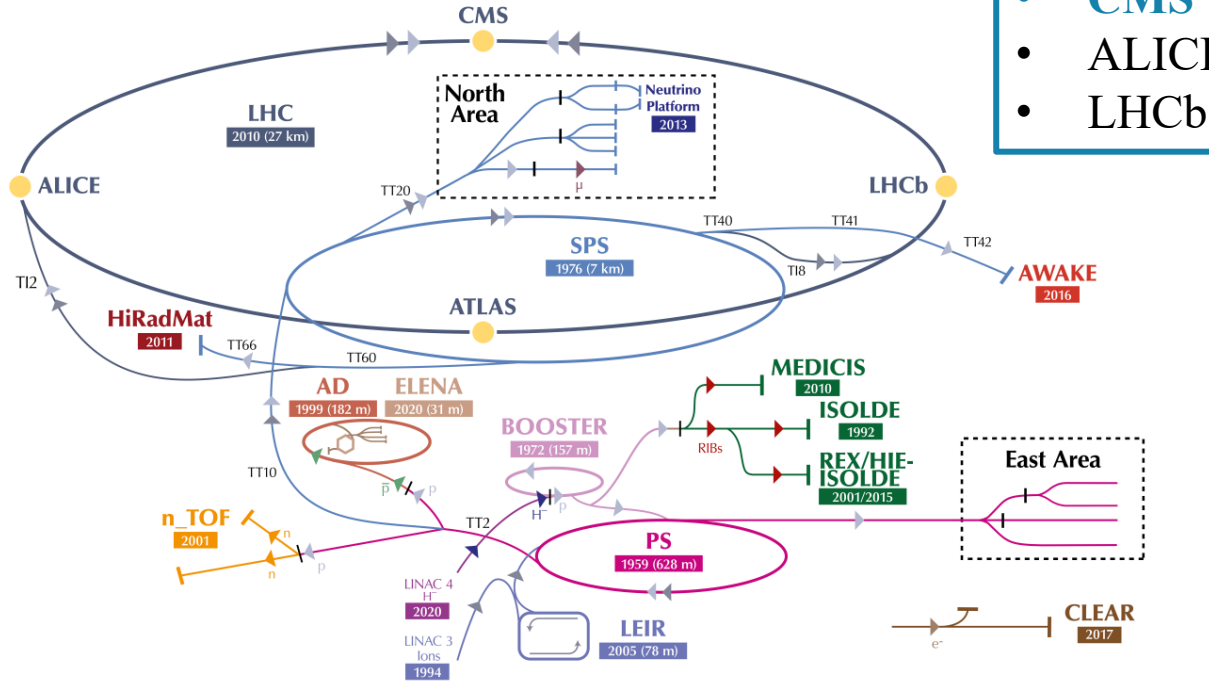 CMS
• CMS
• ALICE
• LHCb
LHC
2010 (27 km)
North
Area
Neutrino
Platform
2013
μ
ALICE
LHCb
TT20
TT40
TT41
TT42
SPS
1976 (7 km)
TI8
AWAKE
2016
TI2
ATLAS
HiRadMat
2011
TT66
TT60
AD
1999 (182 m)
ELENA
2020 (31 m)
BOOSTER
1972 (157 m)
MEDICIS
2010
ISOLDE
1992
RIBs
REX/HIE-
ISOLDE
2001/2015
East Area
TT10
p̅
p
H⁻
p
TT2
n_TOF
2001
n
n
p
PS
1959 (628 m)
LINAC 4
H⁻
2020
LINAC 3
Ions
1994
LEIR
2005 (78 m)
CLEAR
2017
e⁻